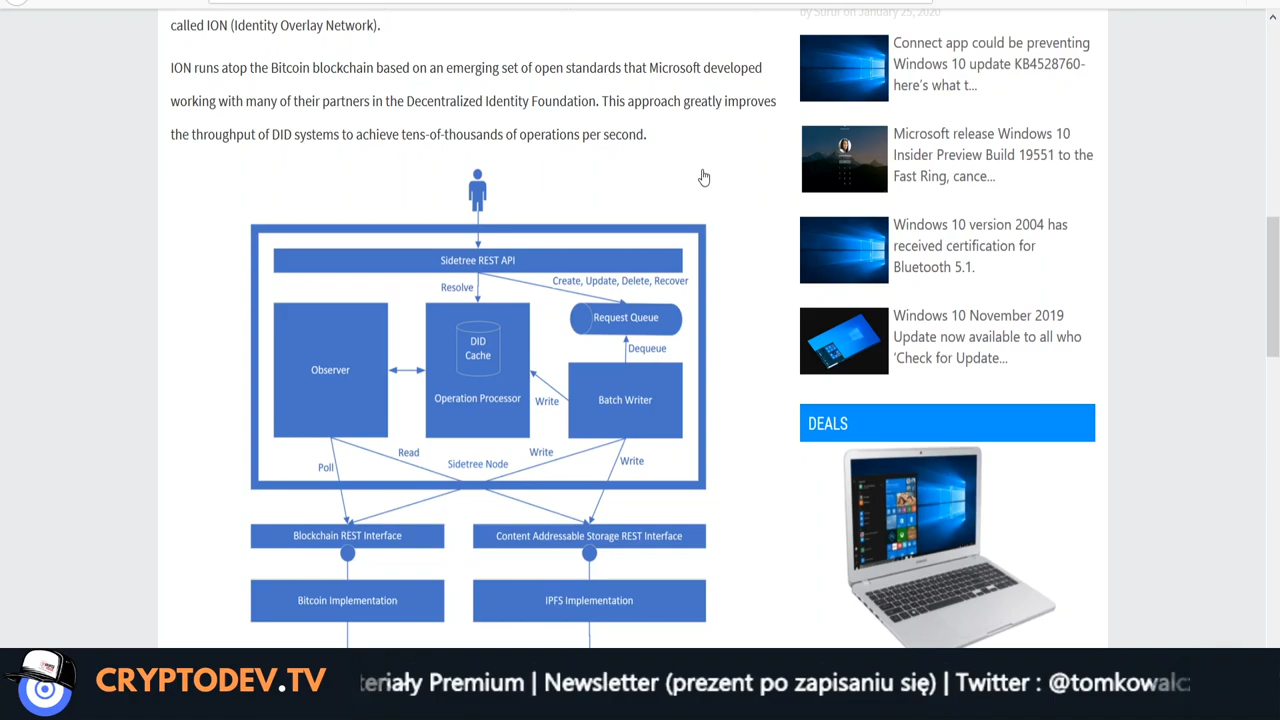 called ION (Identity Overlay Network).
ION runs atop the Bitcoin blockchain based on an emerging set of open standards that Microsoft developed
working with many of their partners in the Decentralized Identity Foundation. This approach greatly improves
the throughput of DID systems to achieve tens-of-thousands of operations per second.
Sidetree REST API
Resolve
Create, Update, Delete, Recover
Request Queue
DID
Cache
Dequeue
Observer
Operation Processor
Write
Batch Writer
Poll
Read
Sidetree Node
Write
Write
Blockchain REST Interface
Content Addressable Storage REST Interface
Bitcoin Implementation
IPFS Implementation
by Surur on January 25, 2020
Connect app could be preventing
Windows 10 update KB4528760-
here's what t...
Microsoft release Windows 10
Insider Preview Build 19551 to the
Fast Ring, cance...
Windows 10 version 2004 has
received certification for
Bluetooth 5.1.
Windows 10 November 2019
Update now available to all who
‘Check for Update...
DEALS
CRYPTODEV.TV
teriały Premium | Newsletter (prezent po zapisaniu się) | Twitter : @tomkowalc